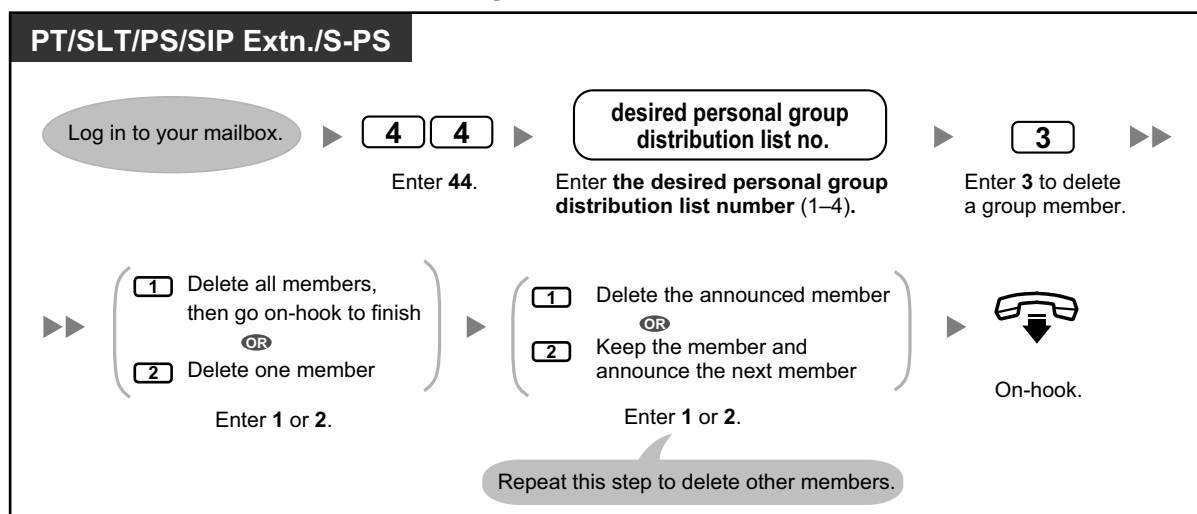 PT/SLT/PS/SIP Extn./S-PS
Log in to your mailbox.
4 4
Enter 44.
desired personal group
distribution list no.
Enter the desired personal group
distribution list number (1–4).
3
Enter 3 to delete
a group member.
1 Delete all members,
then go on-hook to finish
OR
2 Delete one member
Enter 1 or 2.
1 Delete the announced member
OR
2 Keep the member and
announce the next member
Enter 1 or 2.
Repeat this step to delete other members.
On-hook.